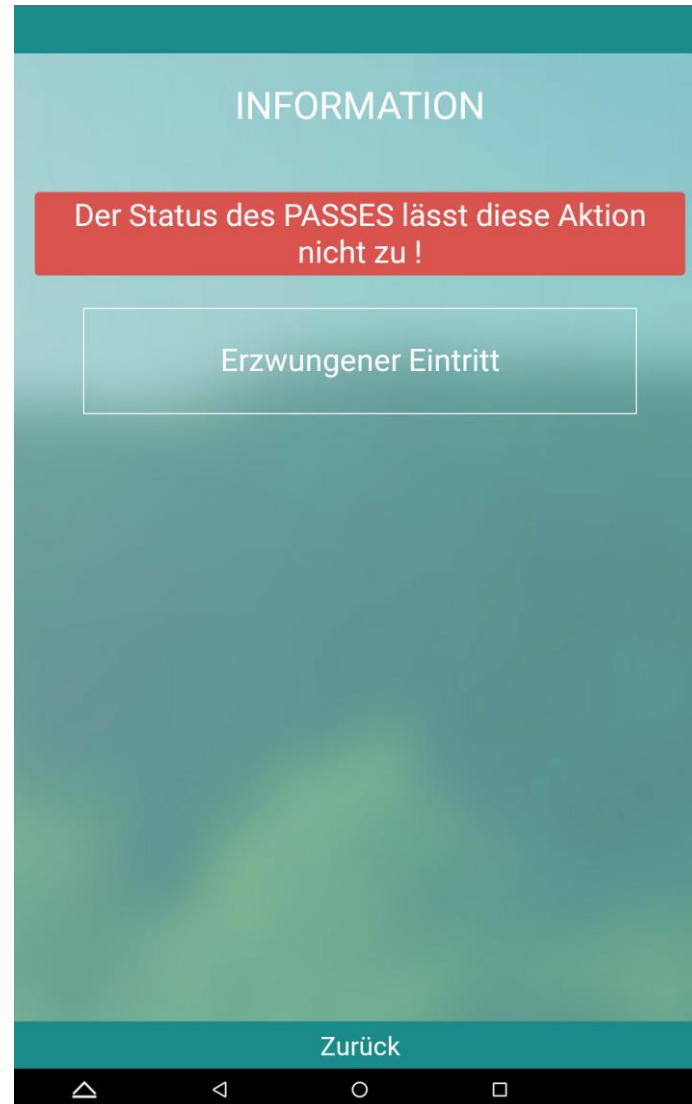 INFORMATION
Der Status des PASSES lässt diese Aktion
nicht zu !
Erzwungener Eintritt
Zurück